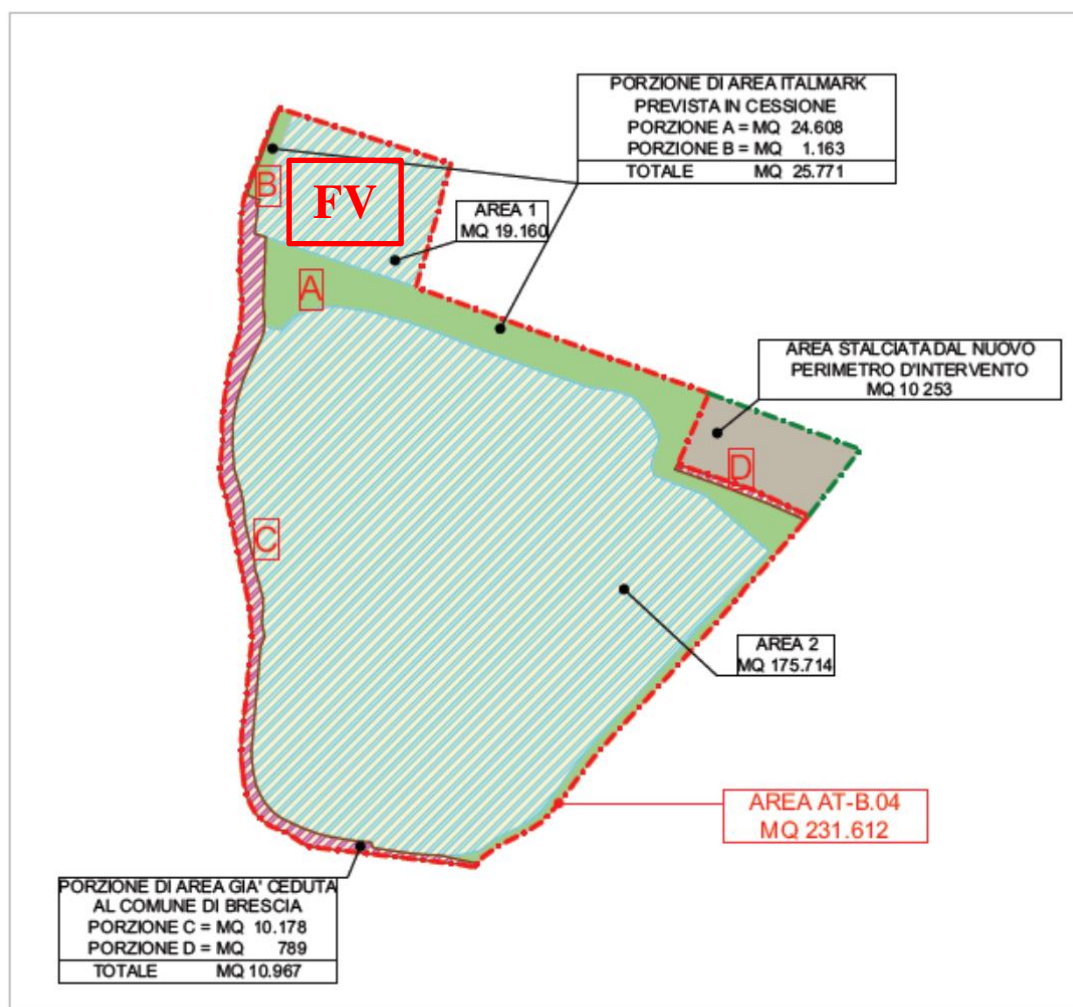 PORZIONE DI AREA ITALMARK
PREVISTA IN CESSIONE
PORZIONE A = MQ 24.608
PORZIONE B = MQ 1.163
TOTALE MQ 25.771
B
FV
AREA 1
MQ 19.160
A
AREA STALCIATA DAL NUOVO
PERIMETRO D'INTERVENTO
MQ 10 253
D
C
AREA 2
MQ 175.714
AREA AT-B.04
MQ 231.612
PORZIONE DI AREA GIA' CEDUTA
AL COMUNE DI BRESCIA
PORZIONE C = MQ 10.178
PORZIONE D = MQ 789
TOTALE MQ 10.967